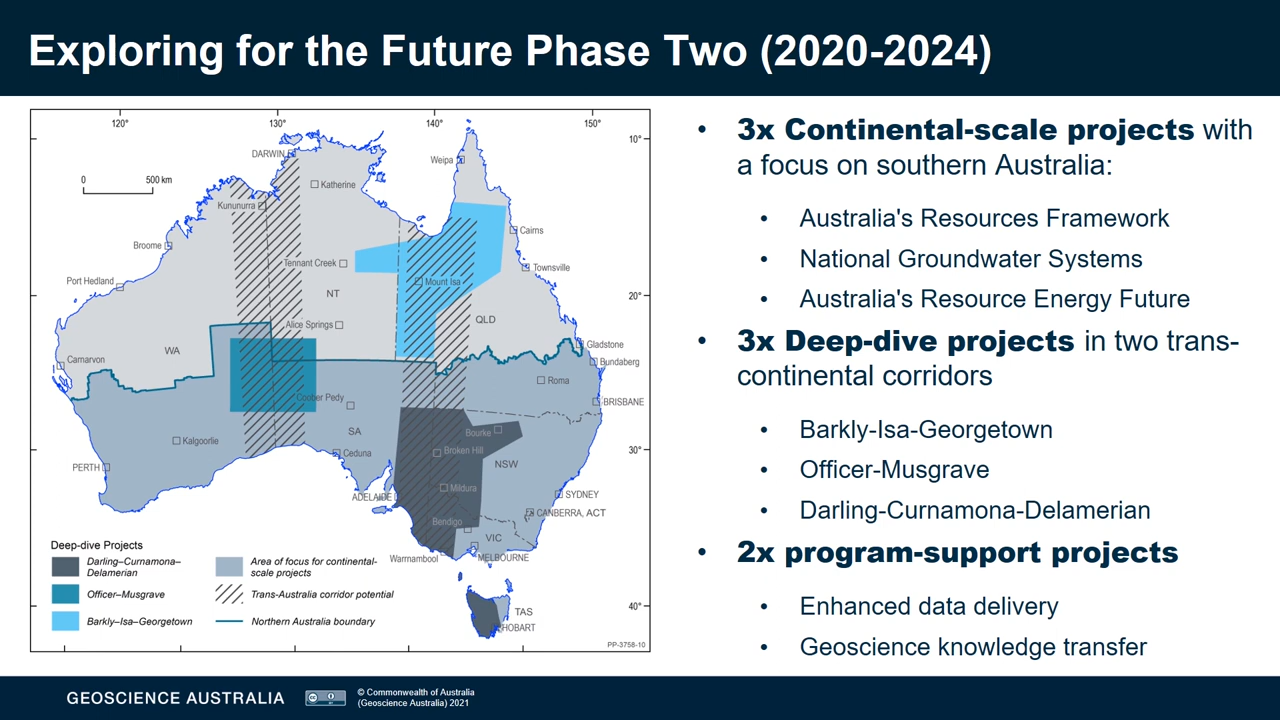 Exploring for the Future Phase Two (2020-2024)
120°
130°
140°
150°
10°
20°
30°
40°
0
500 km
DARWIN
Katherine
Kununurra
Broome
Port Hedland
Tennant Creek
NT
Alice Springs
Weipa
Cairns
Townsville
Mount Isa
QLD
WA
Carnarvon
Gladstone
Bundaberg
Roma
BRISBANE
Coober Pedy
SA
Kalgoorlie
Ceduna
PERTH
Bourke
Broken Hill
NSW
ADELAIDE
Mildura
SYDNEY
CANBERRA, ACT
Bendigo
VIC
Warrnambool
MELBOURNE
TAS
HOBART
PP-3758-10
Deep-dive Projects
Darling–Curnamona–
Delamerian
Officer–Musgrave
Barkly–Isa–Georgetown
Area of focus for continental-
scale projects
Trans-Australia corridor potential
Northern Australia boundary
• 3x Continental-scale projects with
a focus on southern Australia:
• Australia's Resources Framework
• National Groundwater Systems
• Australia's Resource Energy Future
• 3x Deep-dive projects in two trans-
continental corridors
• Barkly-Isa-Georgetown
• Officer-Musgrave
• Darling-Curnamona-Delamerian
• 2x program-support projects
• Enhanced data delivery
• Geoscience knowledge transfer
GEOSCIENCE AUSTRALIA
© Commonwealth of Australia
(Geoscience Australia) 2021